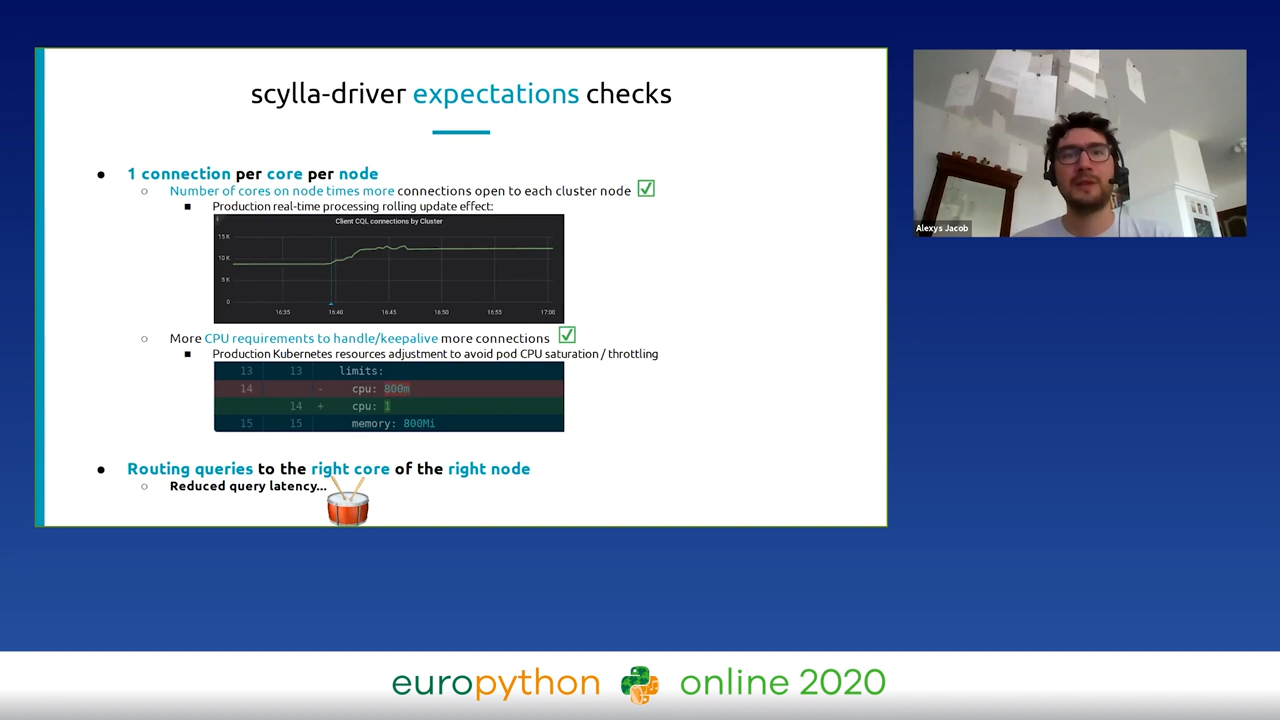 scylla-driver expectations checks
● 1 connection per core per node
○ Number of cores on node times more connections open to each cluster node
■ Production real-time processing rolling update effect:
Client CQL connections by Cluster
15 K
10 K
5 K
0
16:35 16:40 16:45 16:50 16:55 17:00
○ More CPU requirements to handle/keepalive more connections
■ Production Kubernetes resources adjustment to avoid pod CPU saturation / throttling
13 13 limits:
14 - cpu: 800m
14 + cpu: 1
15 15 memory: 800Mi
● Routing queries to the right core of the right node
○ Reduced query latency...
Alexys Jacob
europython online 2020